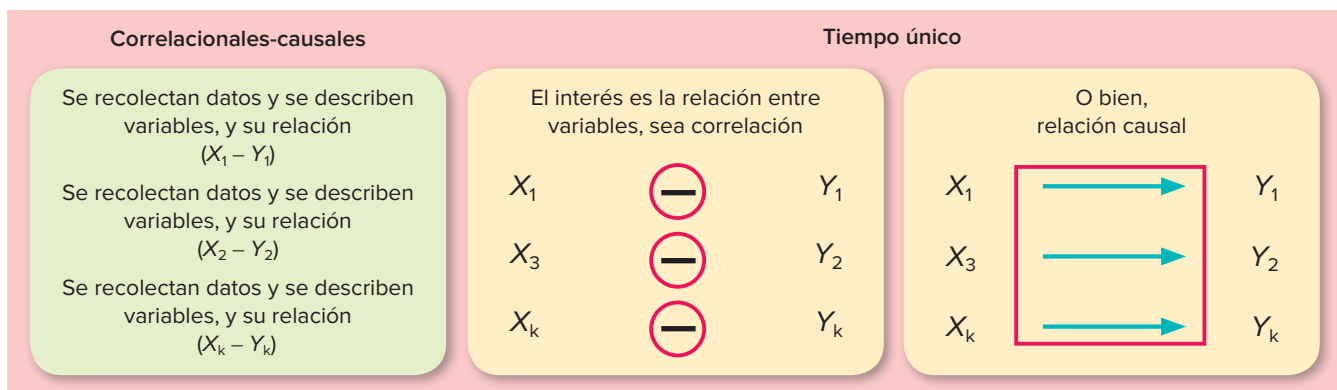 Correlacionales-causales
Tiempo único
Se recolectan datos y se describen
variables, y su relación
(X₁ – Y₁)
Se recolectan datos y se describen
variables, y su relación
(X₂ – Y₂)
Se recolectan datos y se describen
variables, y su relación
(Xₖ – Yₖ)
El interés es la relación entre
variables, sea correlación
X₁ — Y₁
X₃ — Y₂
Xₖ — Yₖ
O bien,
relación causal
X₁ Y₁
X₃ Y₂
Xₖ Yₖ